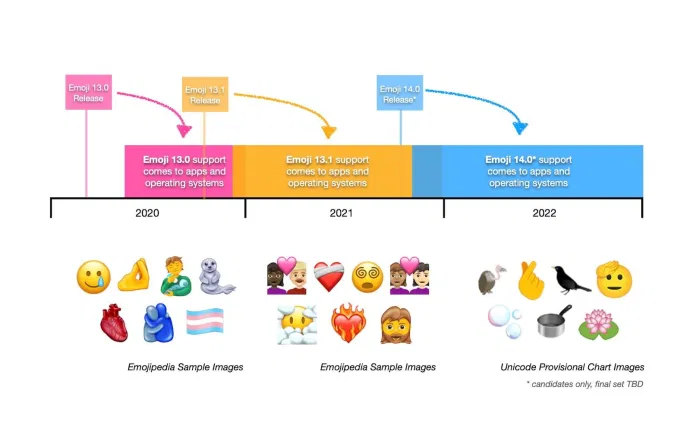 Emoji 13.0
Release
Emoji 13.1
Release
Emoji 14.0
Release*
Emoji 13.0 support
comes to apps and
operating systems
Emoji 13.1 support
comes to apps and
operating systems
Emoji 14.0* support
comes to apps and
operating systems
2020
2021
2022
Emojipedia Sample Images
Emojipedia Sample Images
Unicode Provisional Chart Images
* candidates only, final set TBD